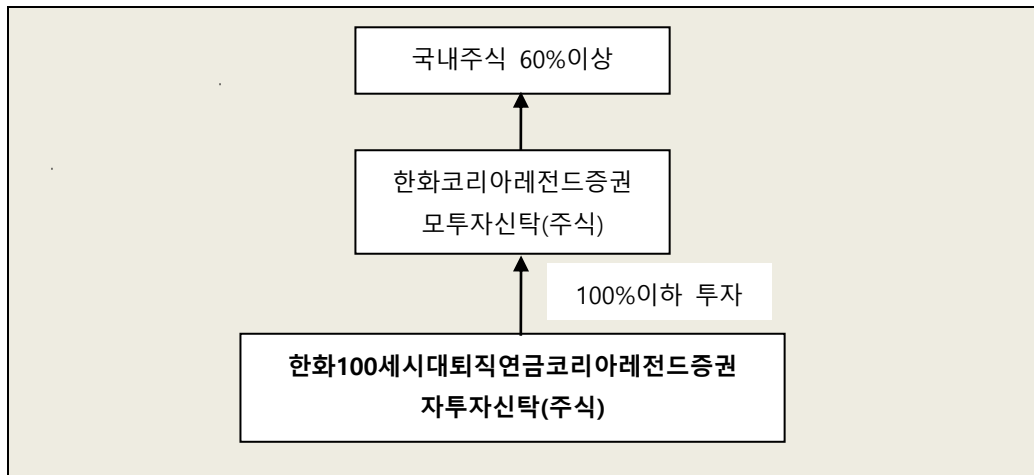 국내주식 60%이상
한화코리아레전드증권
모투자신탁(주식)
100%이하 투자
한화100세시대퇴직연금코리아레전드증권
자투자신탁(주식)